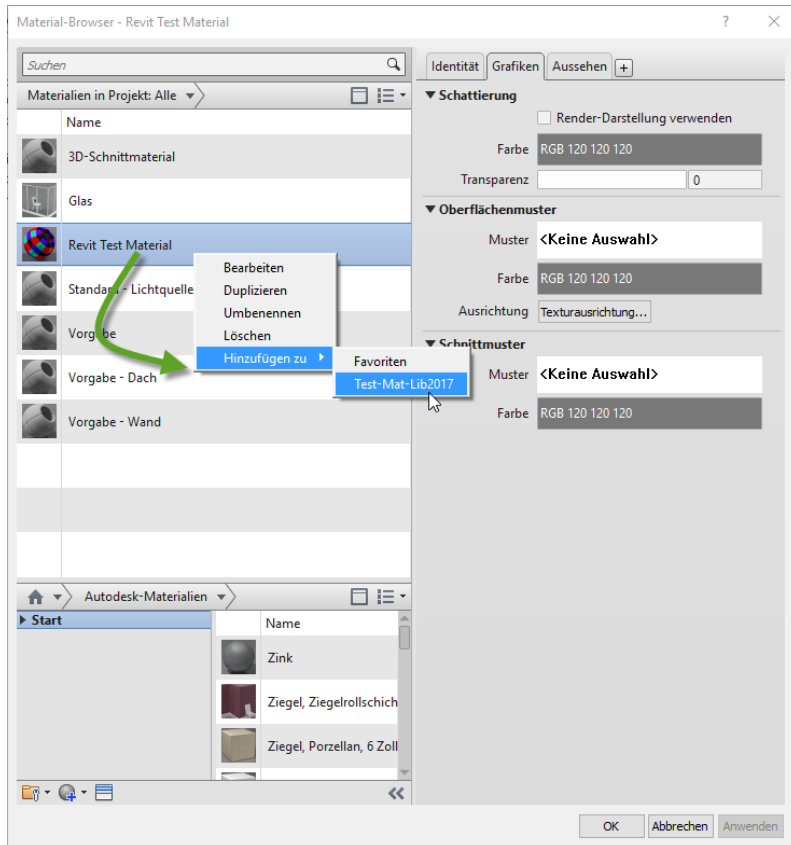 Material-Browser - Revit Test Material
?
Suchen
Materialien in Projekt: Alle
Name
3D-Schnittmaterial
Glas
Revit Test Material
Standard - Lichtquelle
Vorgabe
Vorgabe - Dach
Vorgabe - Wand
Bearbeiten
Duplizieren
Umbenennen
Löschen
Hinzufügen zu
Favoriten
Test-Mat-Lib2017
Autodesk-Materialien
Start
Name
Zink
Ziegel, Ziegelrollschich
Ziegel, Porzellan, 6 Zoll
Identität Grafiken Aussehen
Schattierung
Render-Darstellung verwenden
Farbe RGB 120 120 120
Transparenz 0
Oberflächenmuster
Muster <Keine Auswahl>
Farbe RGB 120 120 120
Ausrichtung Texturausrichtung...
Schnittmuster
Muster <Keine Auswahl>
Farbe RGB 120 120 120
OK Abbrechen Anwenden